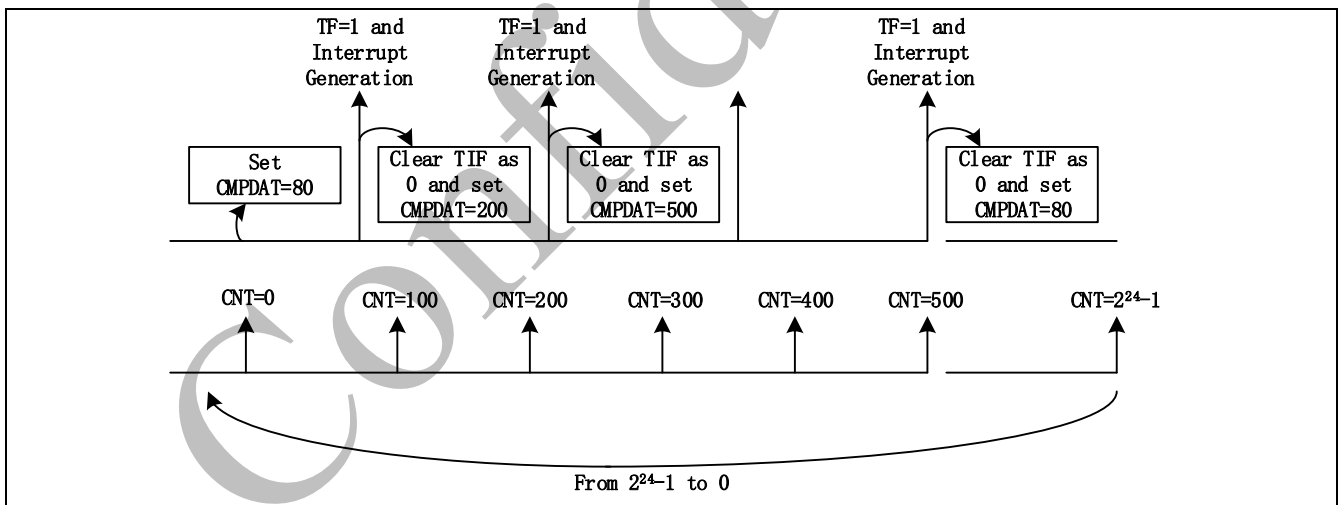 TF=1 and
Interrupt
Generation
TF=1 and
Interrupt
Generation
TF=1 and
Interrupt
Generation
Set
CMPDAT=80
Clear TIF as
0 and set
CMPDAT=200
Clear TIF as
0 and set
CMPDAT=500
Clear TIF as
0 and set
CMPDAT=80
CNT=0
CNT=100
CNT=200
CNT=300
CNT=400
CNT=500
CNT=2²⁴-1
From 2²⁴-1 to 0
Confid